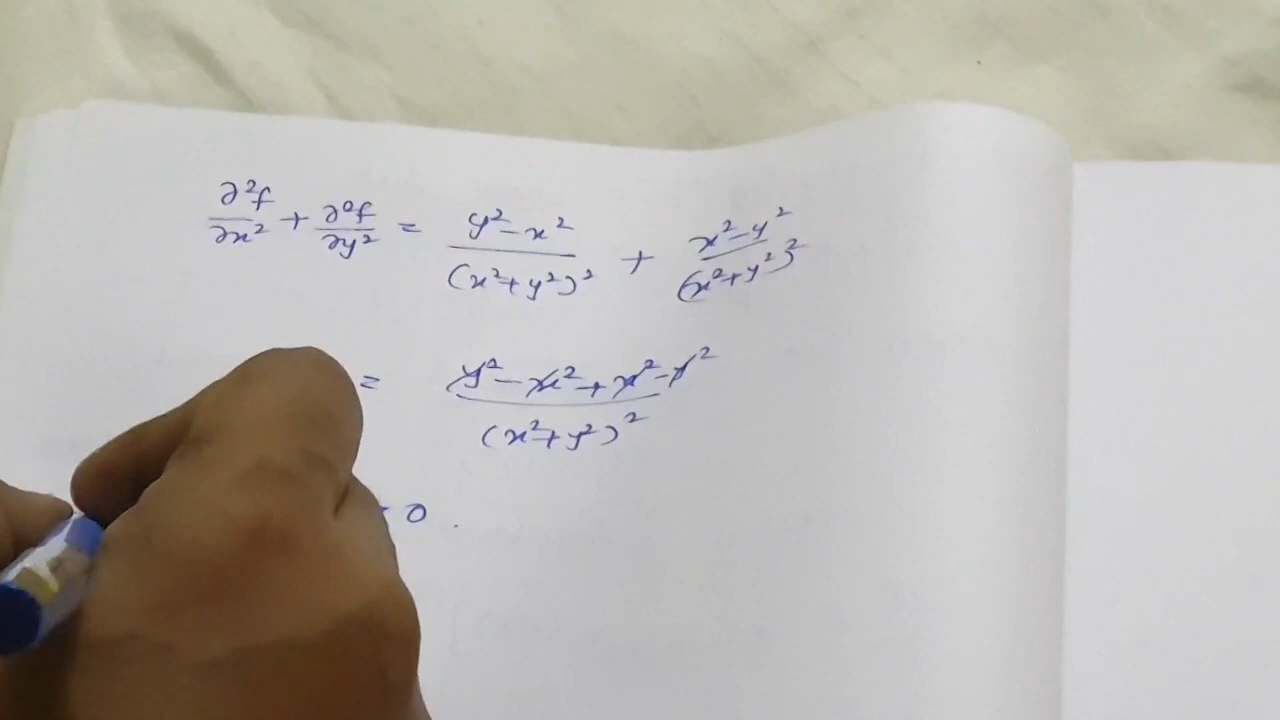 ∂²f/∂x² + ∂²f/∂y² = y²-x²/(x²+y²)² + x²-y²/(x²+y²)²
= y²-x²+x²-y²/(x²+y²)²
= 0.